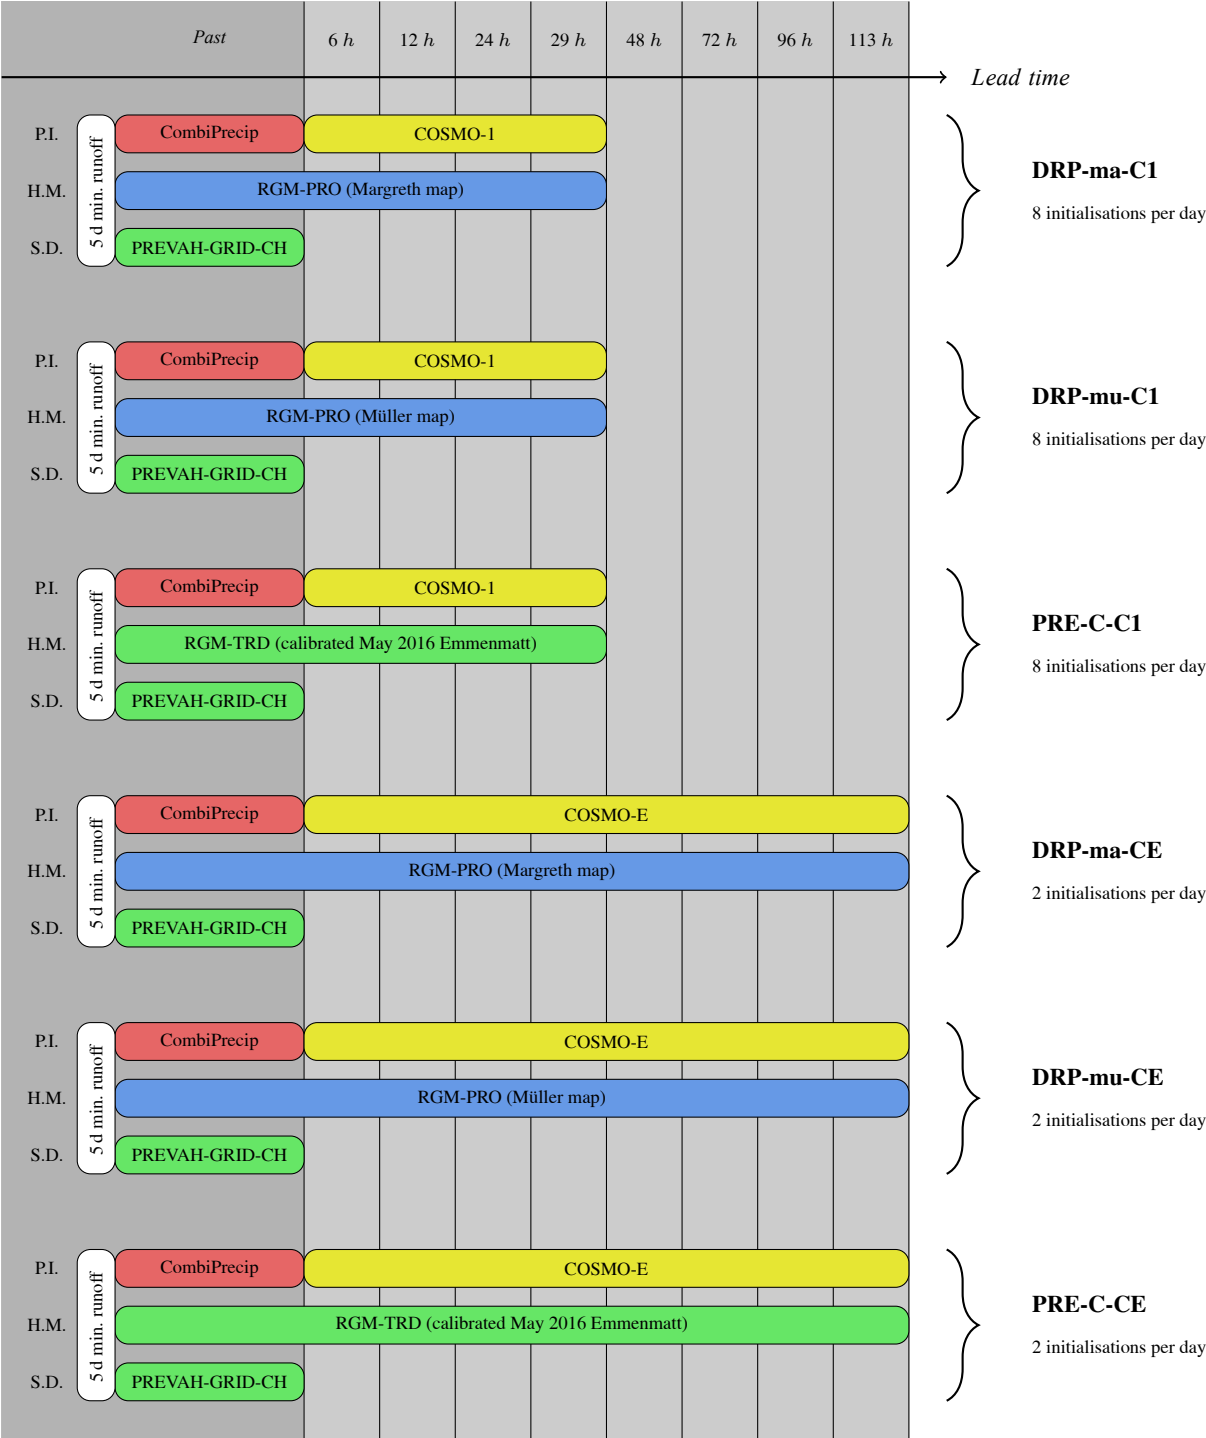 Past 6 h 12 h 24 h 29 h 48 h 72 h 96 h 113 h
Lead time
5 d min. runoff
P.I. CombiPrecip COSMO-1
H.M. RGM-PRO (Margreth map)
S.D. PREVAH-GRID-CH
DRP-ma-C1
8 initialisations per day
5 d min. runoff
P.I. CombiPrecip COSMO-1
H.M. RGM-PRO (Müller map)
S.D. PREVAH-GRID-CH
DRP-mu-C1
8 initialisations per day
5 d min. runoff
P.I. CombiPrecip COSMO-1
H.M. RGM-TRD (calibrated May 2016 Emmenmatt)
S.D. PREVAH-GRID-CH
PRE-C-C1
8 initialisations per day
5 d min. runoff
P.I. CombiPrecip COSMO-E
H.M. RGM-PRO (Margreth map)
S.D. PREVAH-GRID-CH
DRP-ma-CE
2 initialisations per day
5 d min. runoff
P.I. CombiPrecip COSMO-E
H.M. RGM-PRO (Müller map)
S.D. PREVAH-GRID-CH
DRP-mu-CE
2 initialisations per day
5 d min. runoff
P.I. CombiPrecip COSMO-E
H.M. RGM-TRD (calibrated May 2016 Emmenmatt)
S.D. PREVAH-GRID-CH
PRE-C-CE
2 initialisations per day